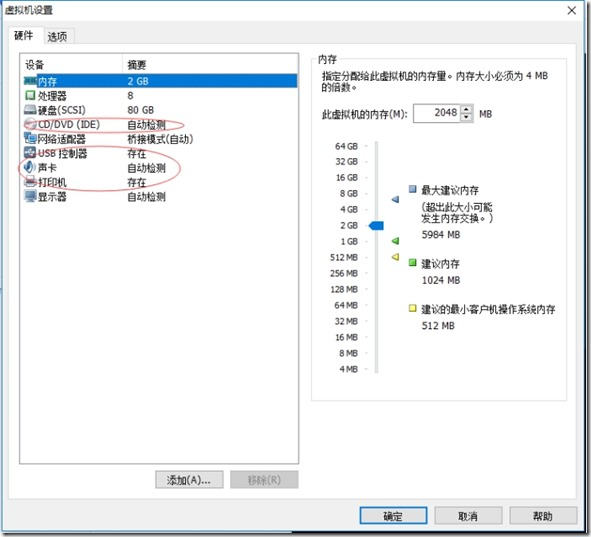 虚拟机设置
硬件 选项
设备 摘要
内存 2 GB
处理器 8
硬盘(SCSI) 80 GB
CD/DVD (IDE) 自动检测
网络适配器 桥接模式(自动)
USB 控制器 存在
声卡 自动检测
打印机 存在
显示器 自动检测
添加(A)... 移除(R)
内存
指定分配给此虚拟机的内存量。内存大小必须为 4 MB
的倍数。
此虚拟机的内存(M): 2048 MB
64 GB
32 GB
16 GB
8 GB
4 GB
2 GB
1 GB
512 MB
256 MB
128 MB
64 MB
32 MB
16 MB
8 MB
4 MB
最大建议内存
(超出此大小可能
发生内存交换。)
5984 MB
建议内存
1024 MB
建议的最小客户机操作系统内存
512 MB
确定 取消 帮助